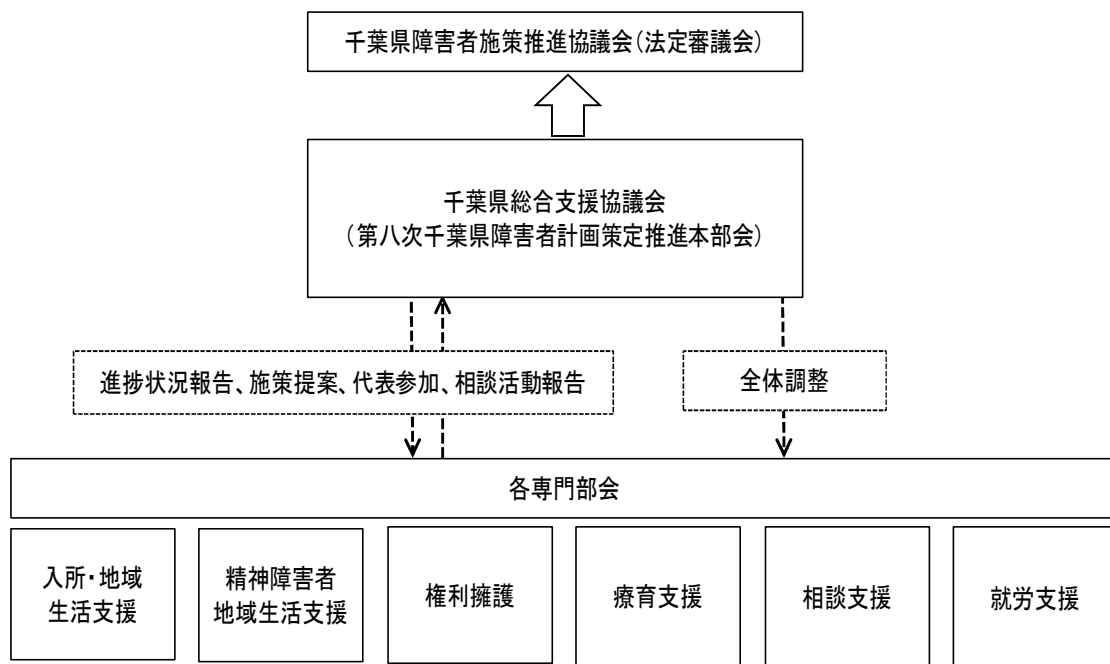 千葉県障害者施策推進協議会(法定審議会)
千葉県総合支援協議会
(第八次千葉県障害者計画策定推進本部会)
進捗状況報告、施策提案、代表参加、相談活動報告
全体調整
各専門部会
入所・地域
生活支援
精神障害者
地域生活支援
権利擁護
療育支援
相談支援
就労支援